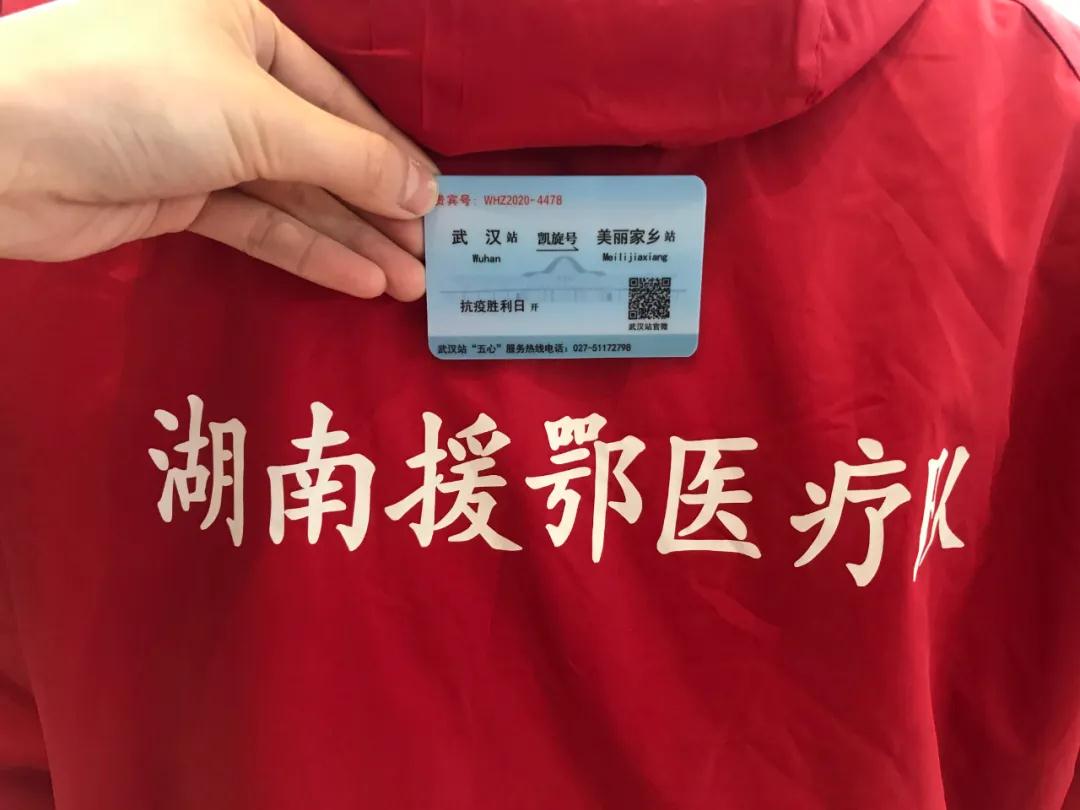 贵宾号：WHZ2020-4478
武 汉站 凯旋号 美丽家乡站
Wuhan Meilijiaxiang
抗疫胜利日 开
武汉站官微
武汉站“五心”服务热线电话：027-51172798
湖南援鄂医疗队